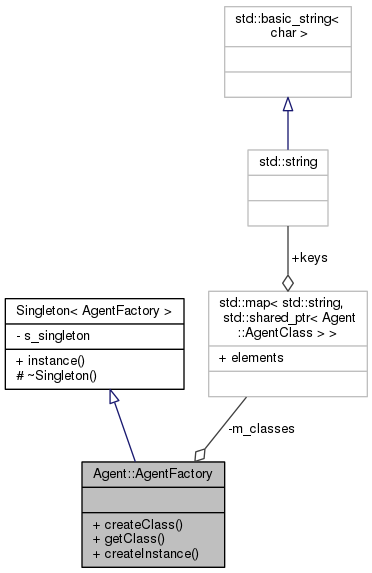 std::basic_string<
char >
std::string
+keys
std::map< std::string,
std::shared_ptr< Agent
::AgentClass > >
+ elements
Singleton< AgentFactory >
- s_singleton
+ instance()
# ~Singleton()
-m_classes
Agent::AgentFactory
+ createClass()
+ getClass()
+ createInstance()